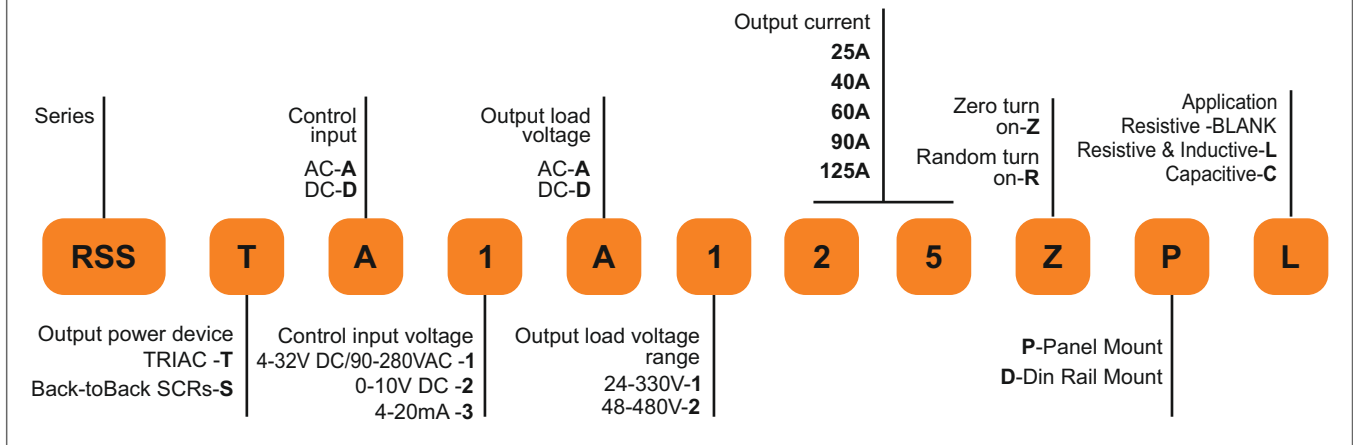 Output current
25A
40A
60A
90A
125A
Series
Control
input
AC-A
DC-D
Output load
voltage
AC-A
DC-D
Zero turn
on-Z
Random turn
on-R
Application
Resistive -BLANK
Resistive & Inductive-L
Capacitive-C
RSS T A 1 A 1 2 5 Z P L
Output power device
TRIAC -T
Back-toBack SCRs-S
Control input voltage
4-32V DC/90-280VAC -1
0-10V DC -2
4-20mA -3
Output load voltage
range
24-330V-1
48-480V-2
P-Panel Mount
D-Din Rail Mount